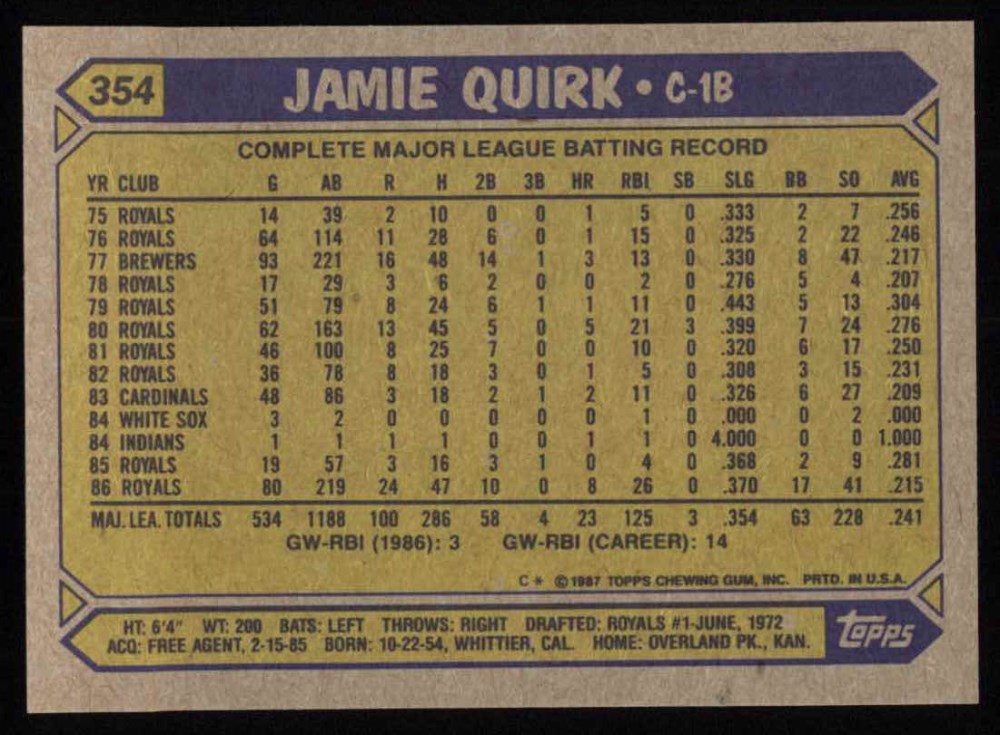 354 JAMIE QUIRK • C-1B
COMPLETE MAJOR LEAGUE BATTING RECORD
YR CLUB G AB R H 2B 3B HR RBI SB SLG BB SO AVG
75 ROYALS 14 39 2 10 0 0 1 5 0 .333 2 7 .256
76 ROYALS 64 114 11 28 6 0 1 15 0 .325 2 22 .246
77 BREWERS 93 221 16 48 14 1 3 13 0 .330 8 47 .217
78 ROYALS 17 29 3 6 2 0 0 2 0 .276 5 4 .207
79 ROYALS 51 79 8 24 6 1 1 11 0 .443 5 13 .304
80 ROYALS 62 163 13 45 5 0 5 21 3 .399 7 24 .276
81 ROYALS 46 100 8 25 7 0 0 10 0 .320 6 17 .250
82 ROYALS 36 78 8 18 3 0 1 5 0 .308 3 15 .231
83 CARDINALS 48 86 3 18 2 1 2 11 0 .326 6 27 .209
84 WHITE SOX 3 2 0 0 0 0 0 1 0 .000 0 2 .000
84 INDIANS 1 1 1 1 0 0 1 1 0 4.000 0 0 1.000
85 ROYALS 19 57 3 16 3 1 0 4 0 .368 2 9 .281
86 ROYALS 80 219 24 47 10 0 8 26 0 .370 17 41 .215
MAJ. LEA. TOTALS 534 1188 100 286 58 4 23 125 3 .354 63 228 .241
GW-RBI (1986): 3 GW-RBI (CAREER): 14
C* ©1987 TOPPS CHEWING GUM, INC. PRTD. IN U.S.A.
HT: 6'4" WT: 200 BATS: LEFT THROWS: RIGHT DRAFTED: ROYALS #1-JUNE, 1972
ACQ: FREE AGENT, 2-15-85 BORN: 10-22-54, WHITTIER, CAL. HOME: OVERLAND PK., KAN.
topps